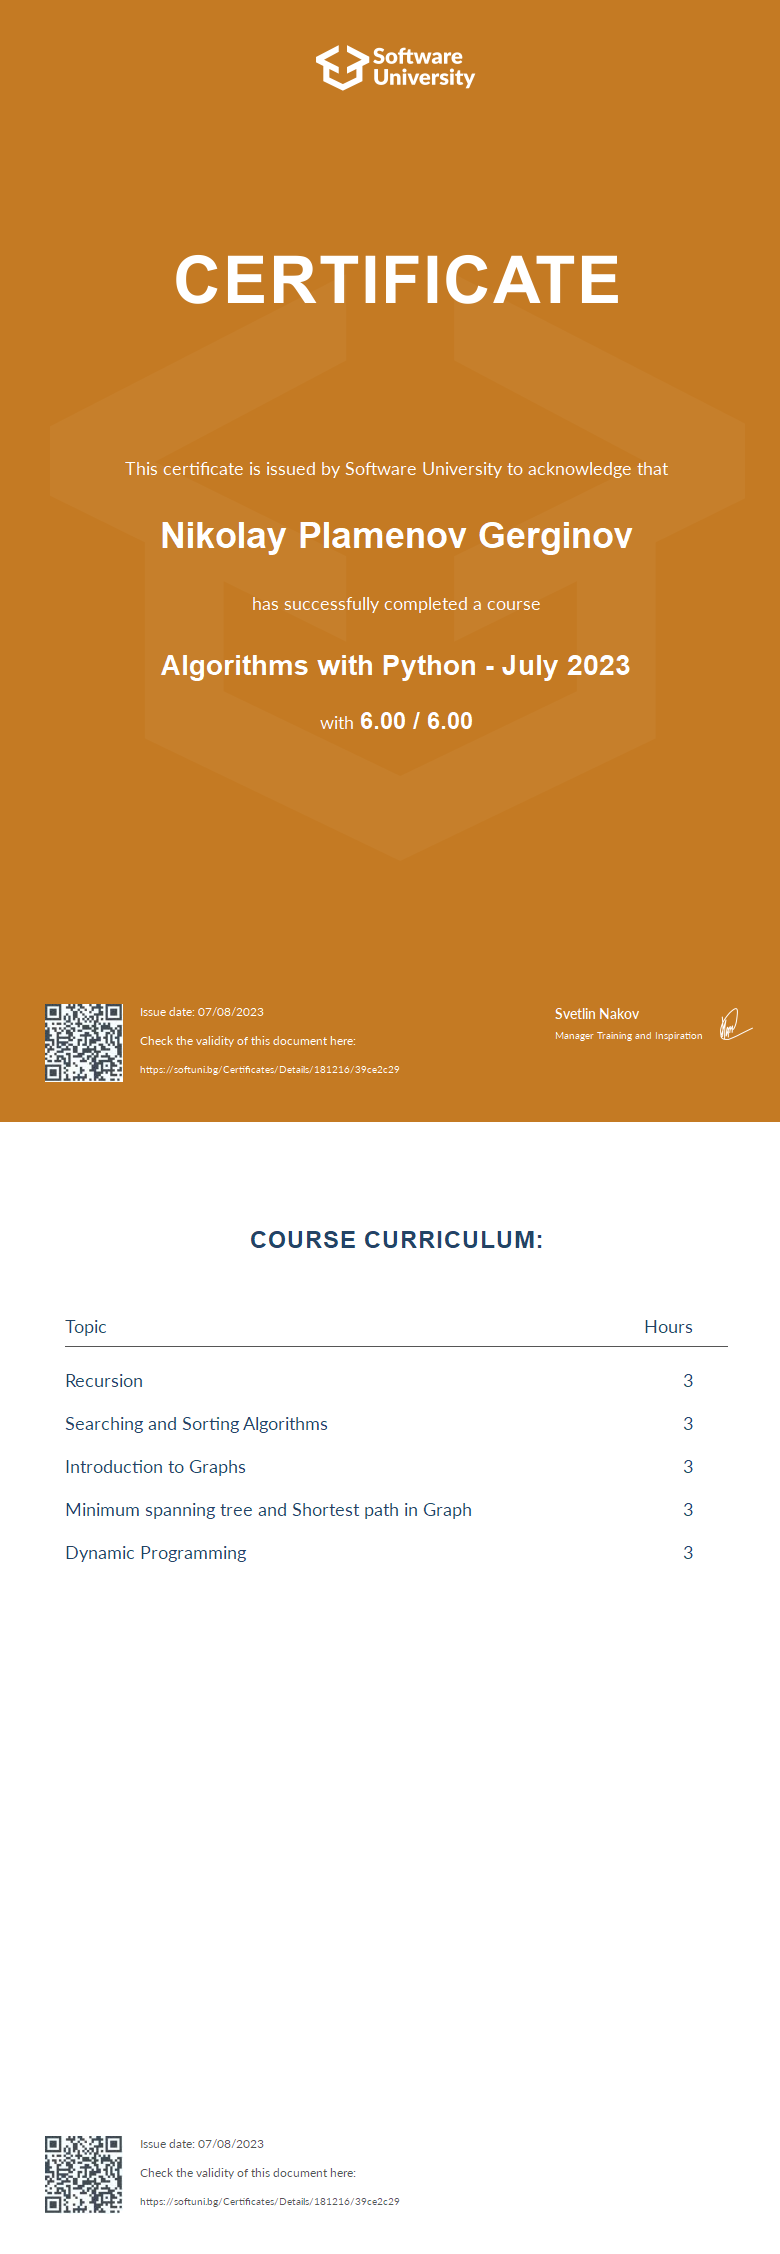 Software
University
CERTIFICATE
This certificate is issued by Software University to acknowledge that
Nikolay Plamenov Gerginov
has successfully completed a course
Algorithms with Python - July 2023
with 6.00 / 6.00
Issue date: 07/08/2023
Check the validity of this document here:
https://softuni.bg/Certificates/Details/181216/39ce2c29
Svetlin Nakov
Manager Training and Inspiration
COURSE CURRICULUM:
Topic Hours
Recursion 3
Searching and Sorting Algorithms 3
Introduction to Graphs 3
Minimum spanning tree and Shortest path in Graph 3
Dynamic Programming 3
Issue date: 07/08/2023
Check the validity of this document here:
https://softuni.bg/Certificates/Details/181216/39ce2c29